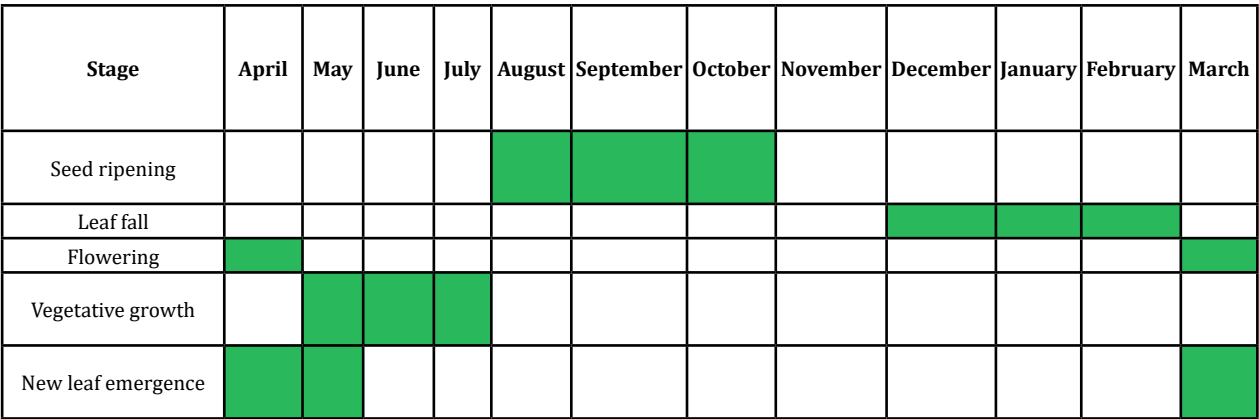 Stage April May June July August September October November December January February March
Seed ripening
Leaf fall
Flowering
Vegetative growth
New leaf emergence